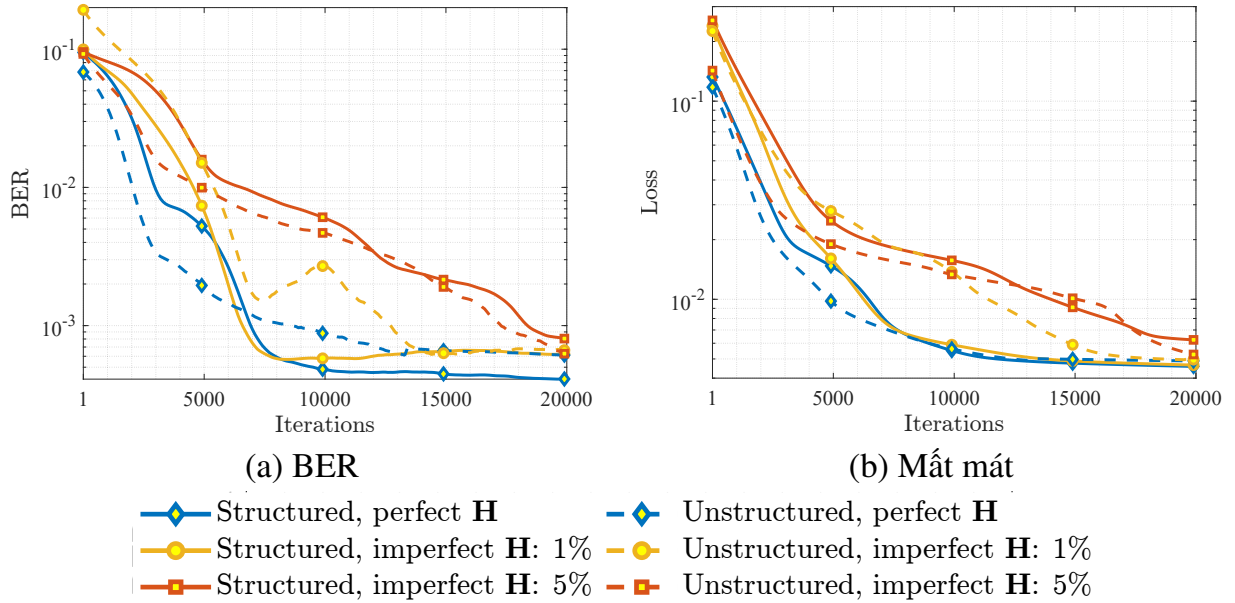 BER
10^-1
10^-2
10^-3
1 5000 10000 15000 20000
Iterations
(a) BER
Loss
10^-1
10^-2
1 5000 10000 15000 20000
Iterations
(b) Mất mát
Structured, perfect H
Unstructured, perfect H
Structured, imperfect H: 1%
Unstructured, imperfect H: 1%
Structured, imperfect H: 5%
Unstructured, imperfect H: 5%